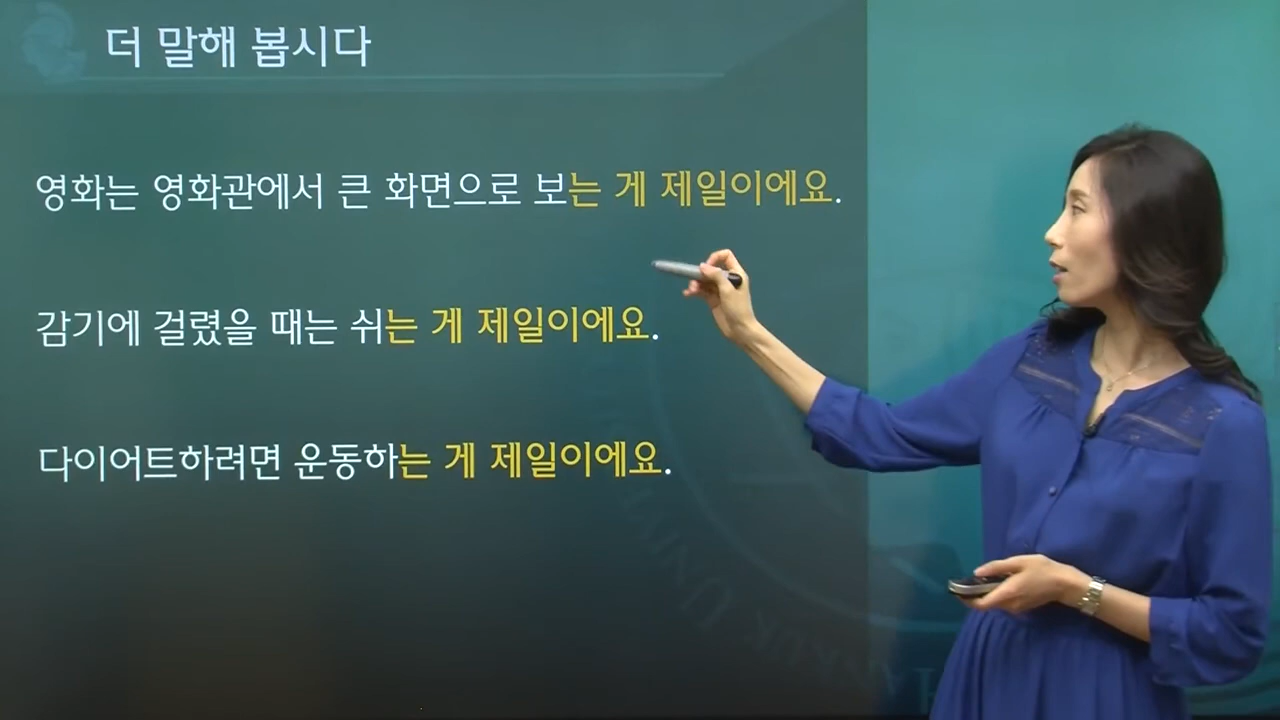 더 말해 봅시다
영화는 영화관에서 큰 화면으로 보는 게 제일이에요.
감기에 걸렸을 때는 쉬는 게 제일이에요.
다이어트하려면 운동하는 게 제일이에요.